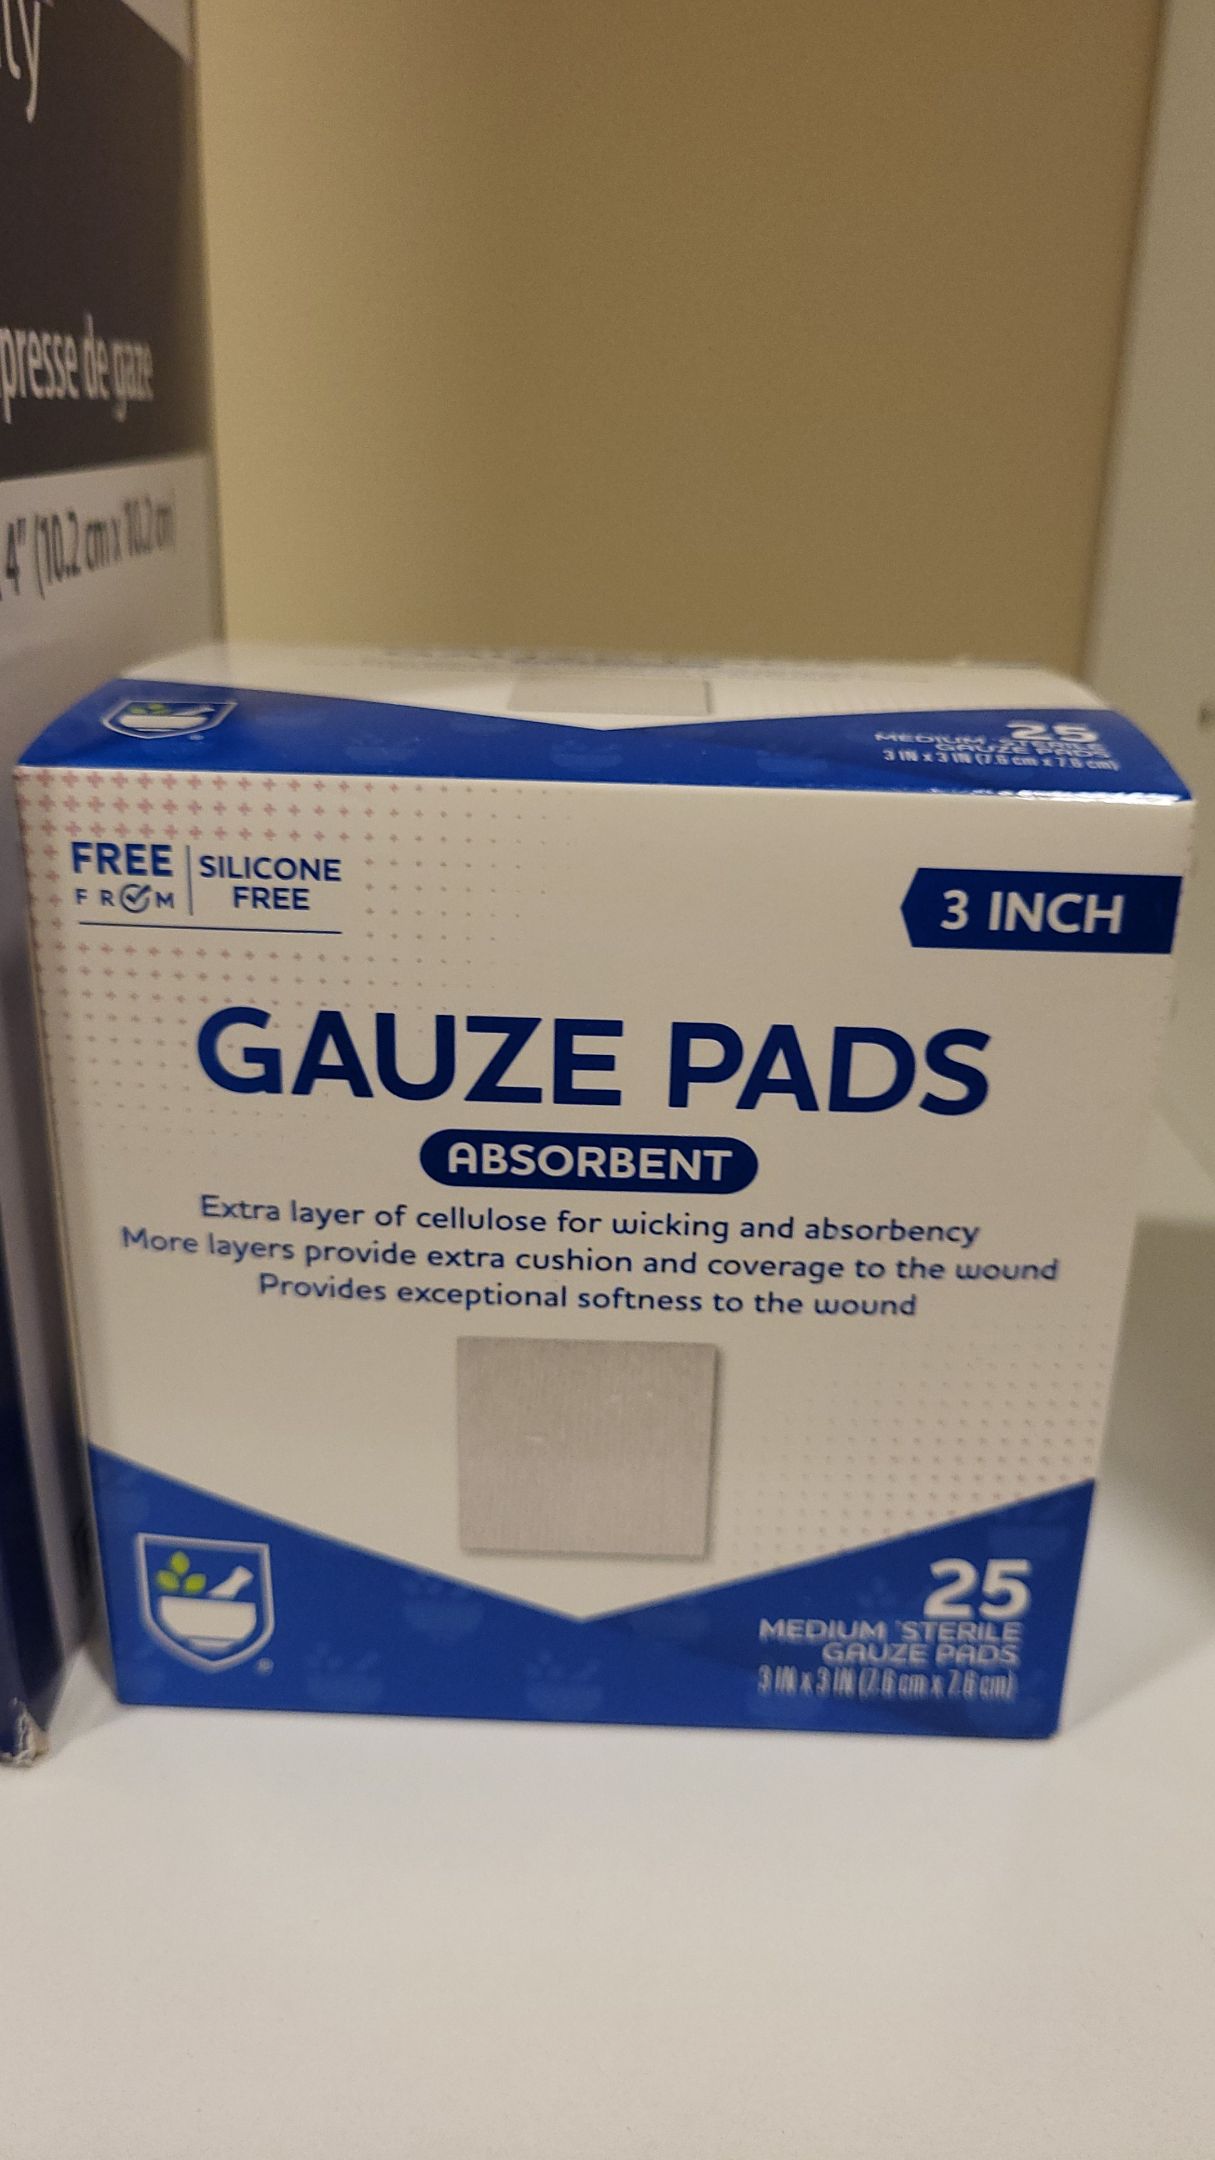 presse de gaze
4" (10.2 cm x 10.2 cm)
25
MEDIUM STERILE
GAUZE PADS
3 IN x 3 IN (7.6 cm x 7.6 cm)
FREE
FROM
SILICONE
FREE
3 INCH
GAUZE PADS
ABSORBENT
Extra layer of cellulose for wicking and absorbency
More layers provide extra cushion and coverage to the wound
Provides exceptional softness to the wound
25
MEDIUM STERILE
GAUZE PADS
3 IN x 3 IN (7.6 cm x 7.6 cm)